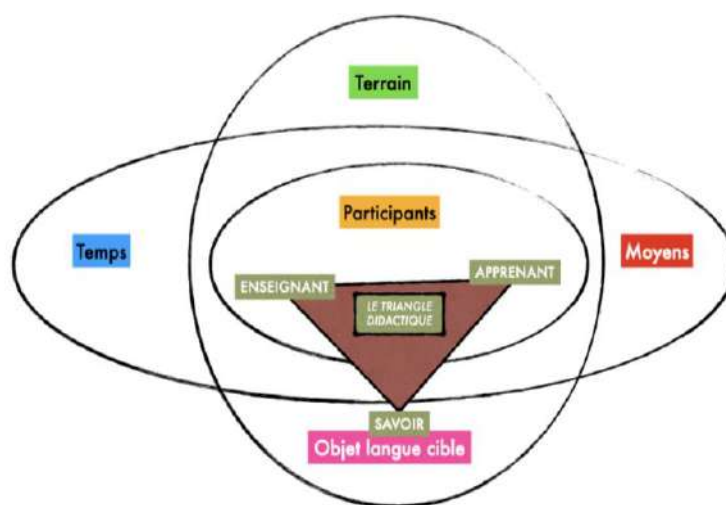 Terrain
Participants
Temps
Moyens
ENSEIGNANT
APPRENANT
LE TRIANGLE
DIDACTIQUE
SAVOIR
Objet langue cible